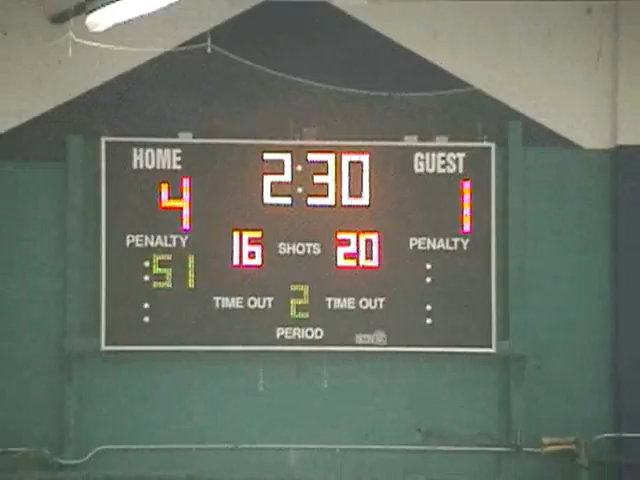 HOME 2:30 GUEST
4 1
PENALTY 16 SHOTS 20 PENALTY
:51 :
TIME OUT 2 TIME OUT
: :
PERIOD